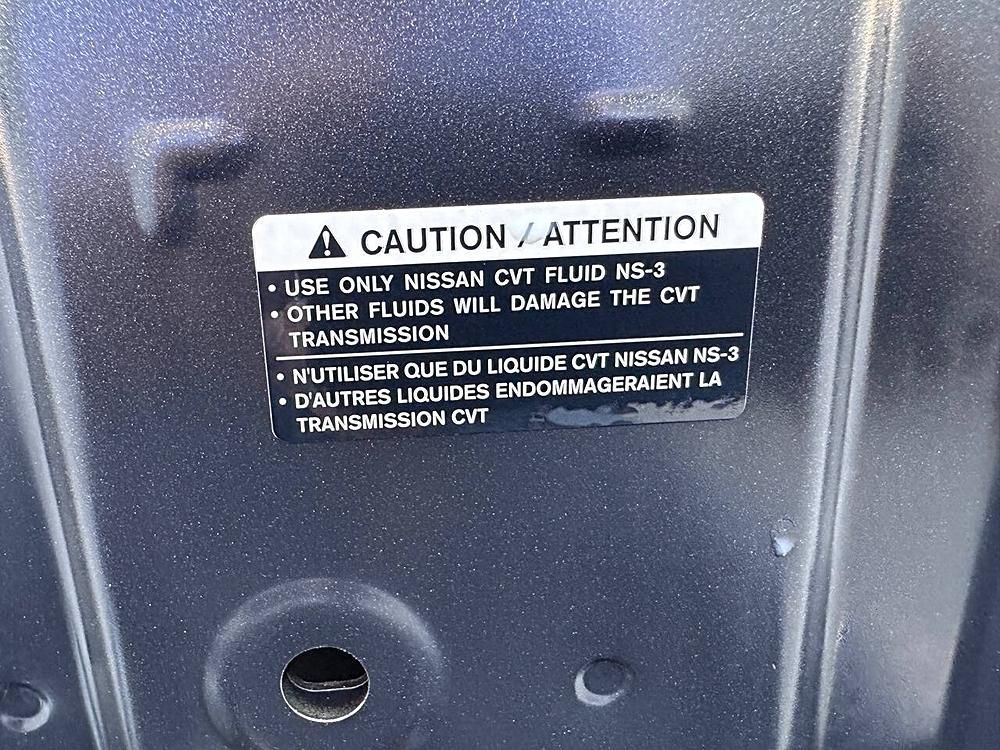 CAUTION / ATTENTION
• USE ONLY NISSAN CVT FLUID NS-3
• OTHER FLUIDS WILL DAMAGE THE CVT
TRANSMISSION
• N'UTILISER QUE DU LIQUIDE CVT NISSAN NS-3
• D'AUTRES LIQUIDES ENDOMMAGERAIENT LA
TRANSMISSION CVT